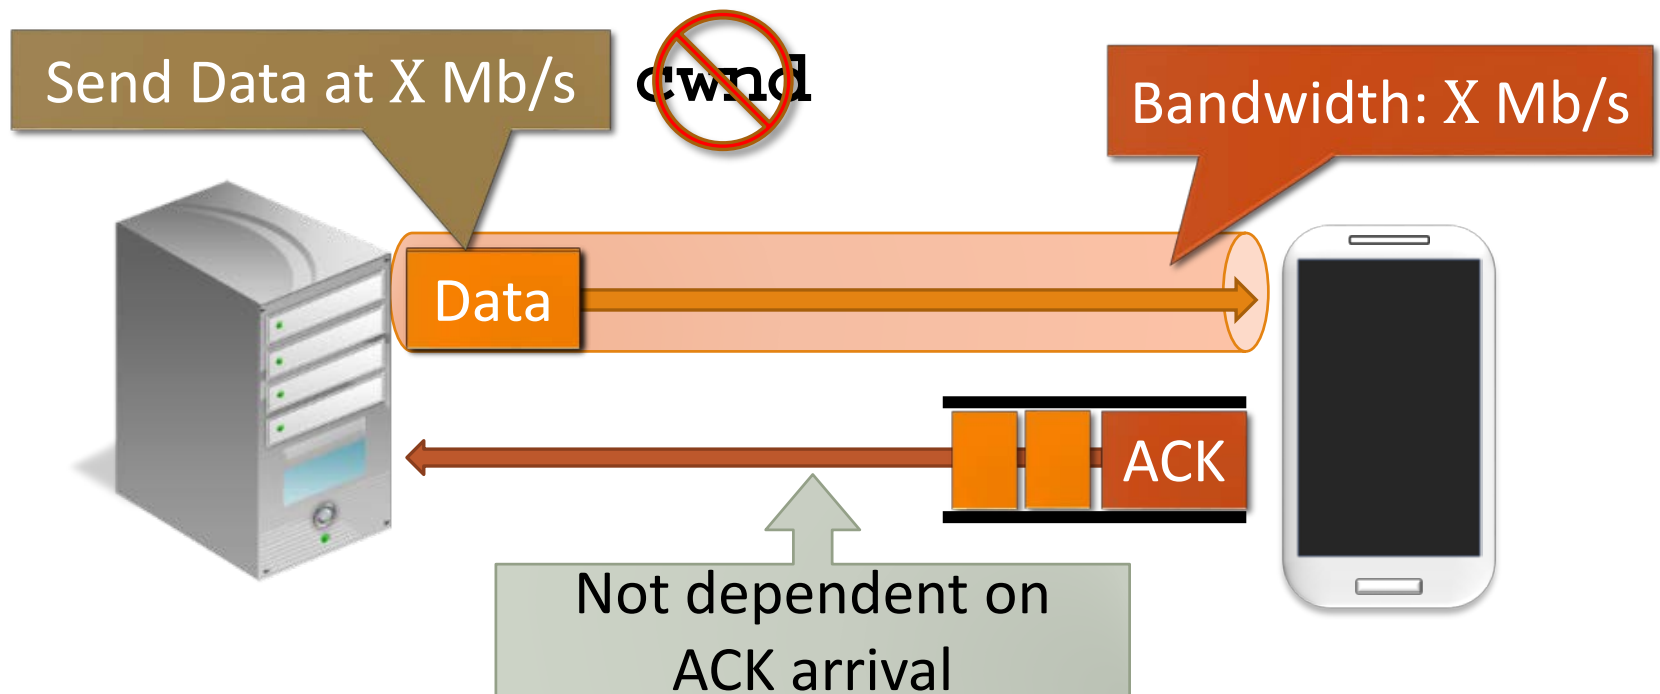 Send Data at X Mb/s
cwnd
Bandwidth: X Mb/s
Data
ACK
Not dependent on
ACK arrival